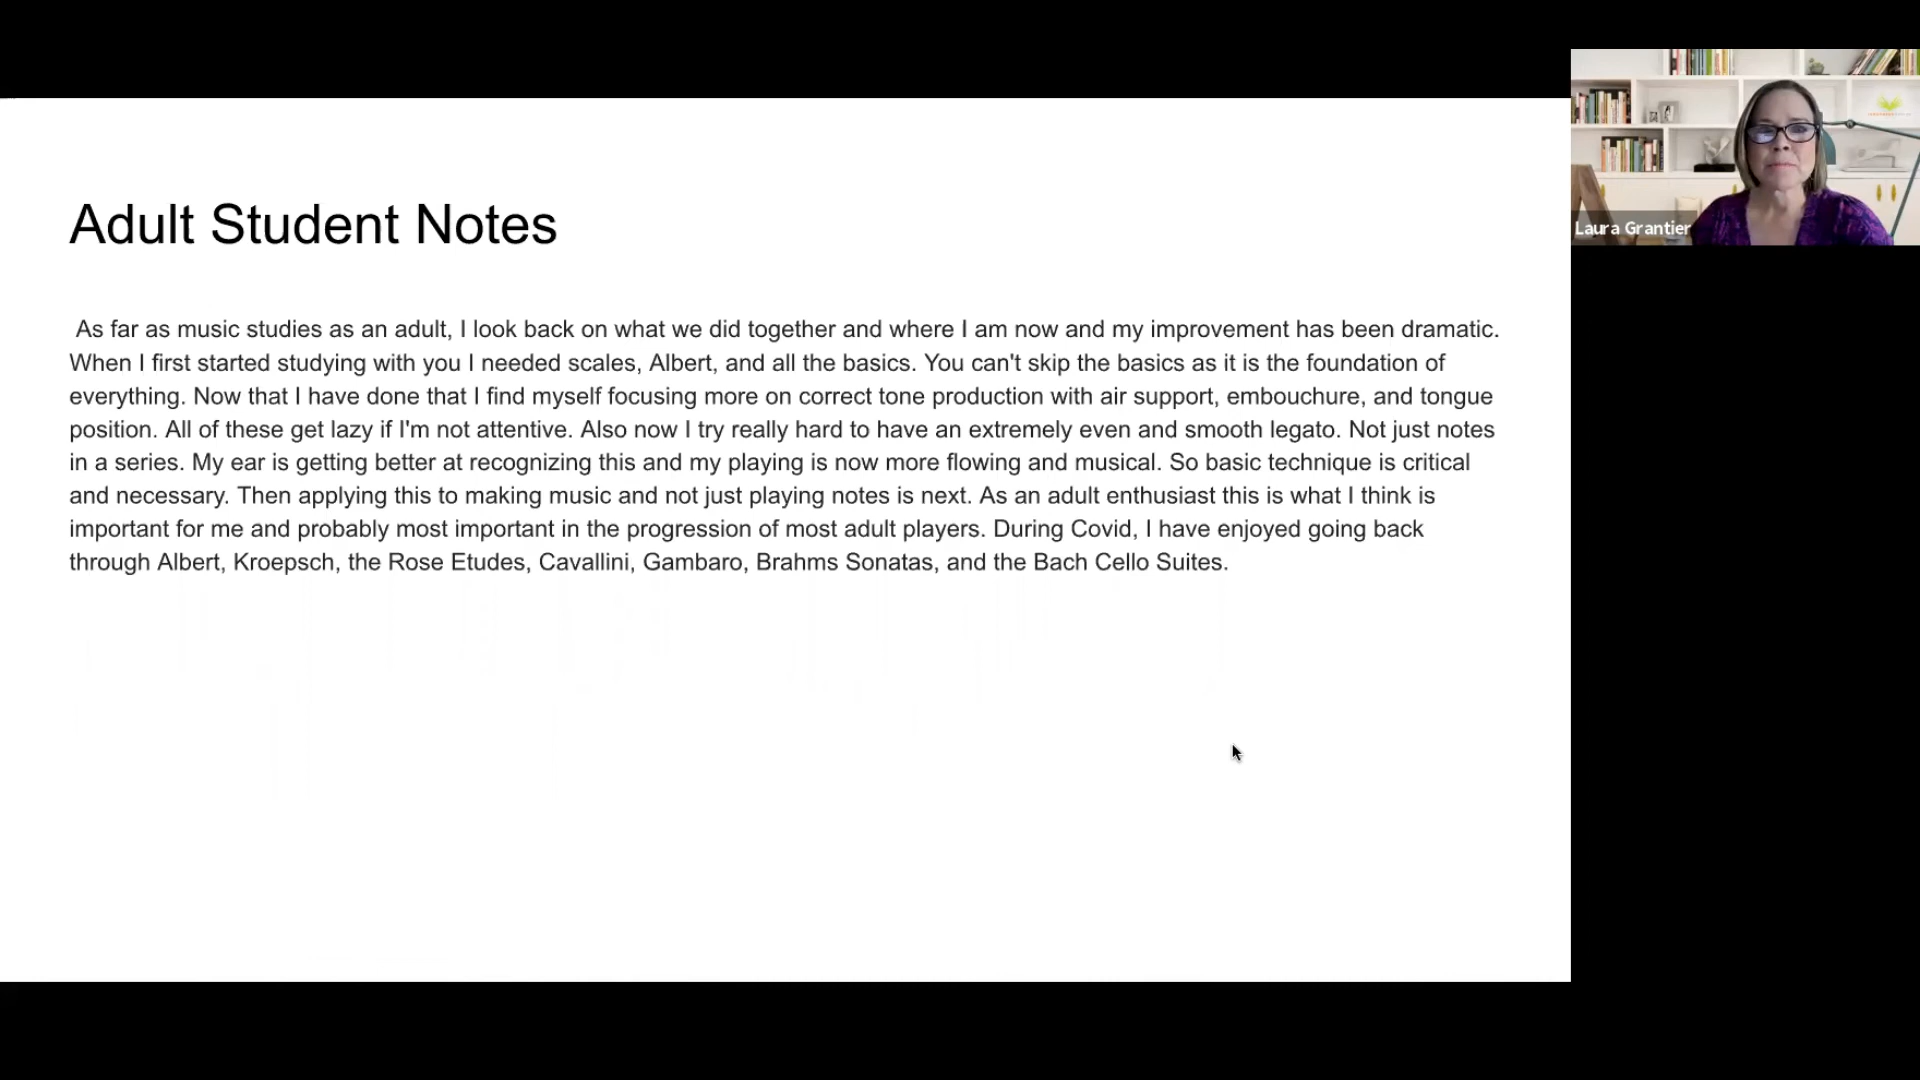 Adult Student Notes
As far as music studies as an adult, I look back on what we did together and where I am now and my improvement has been dramatic.
When I first started studying with you I needed scales, Albert, and all the basics. You can't skip the basics as it is the foundation of
everything. Now that I have done that I find myself focusing more on correct tone production with air support, embouchure, and tongue
position. All of these get lazy if I'm not attentive. Also now I try really hard to have an extremely even and smooth legato. Not just notes
in a series. My ear is getting better at recognizing this and my playing is now more flowing and musical. So basic technique is critical
and necessary. Then applying this to making music and not just playing notes is next. As an adult enthusiast this is what I think is
important for me and probably most important in the progression of most adult players. During Covid, I have enjoyed going back
through Albert, Kroepsch, the Rose Etudes, Cavallini, Gambaro, Brahms Sonatas, and the Bach Cello Suites.
Laura Grantier